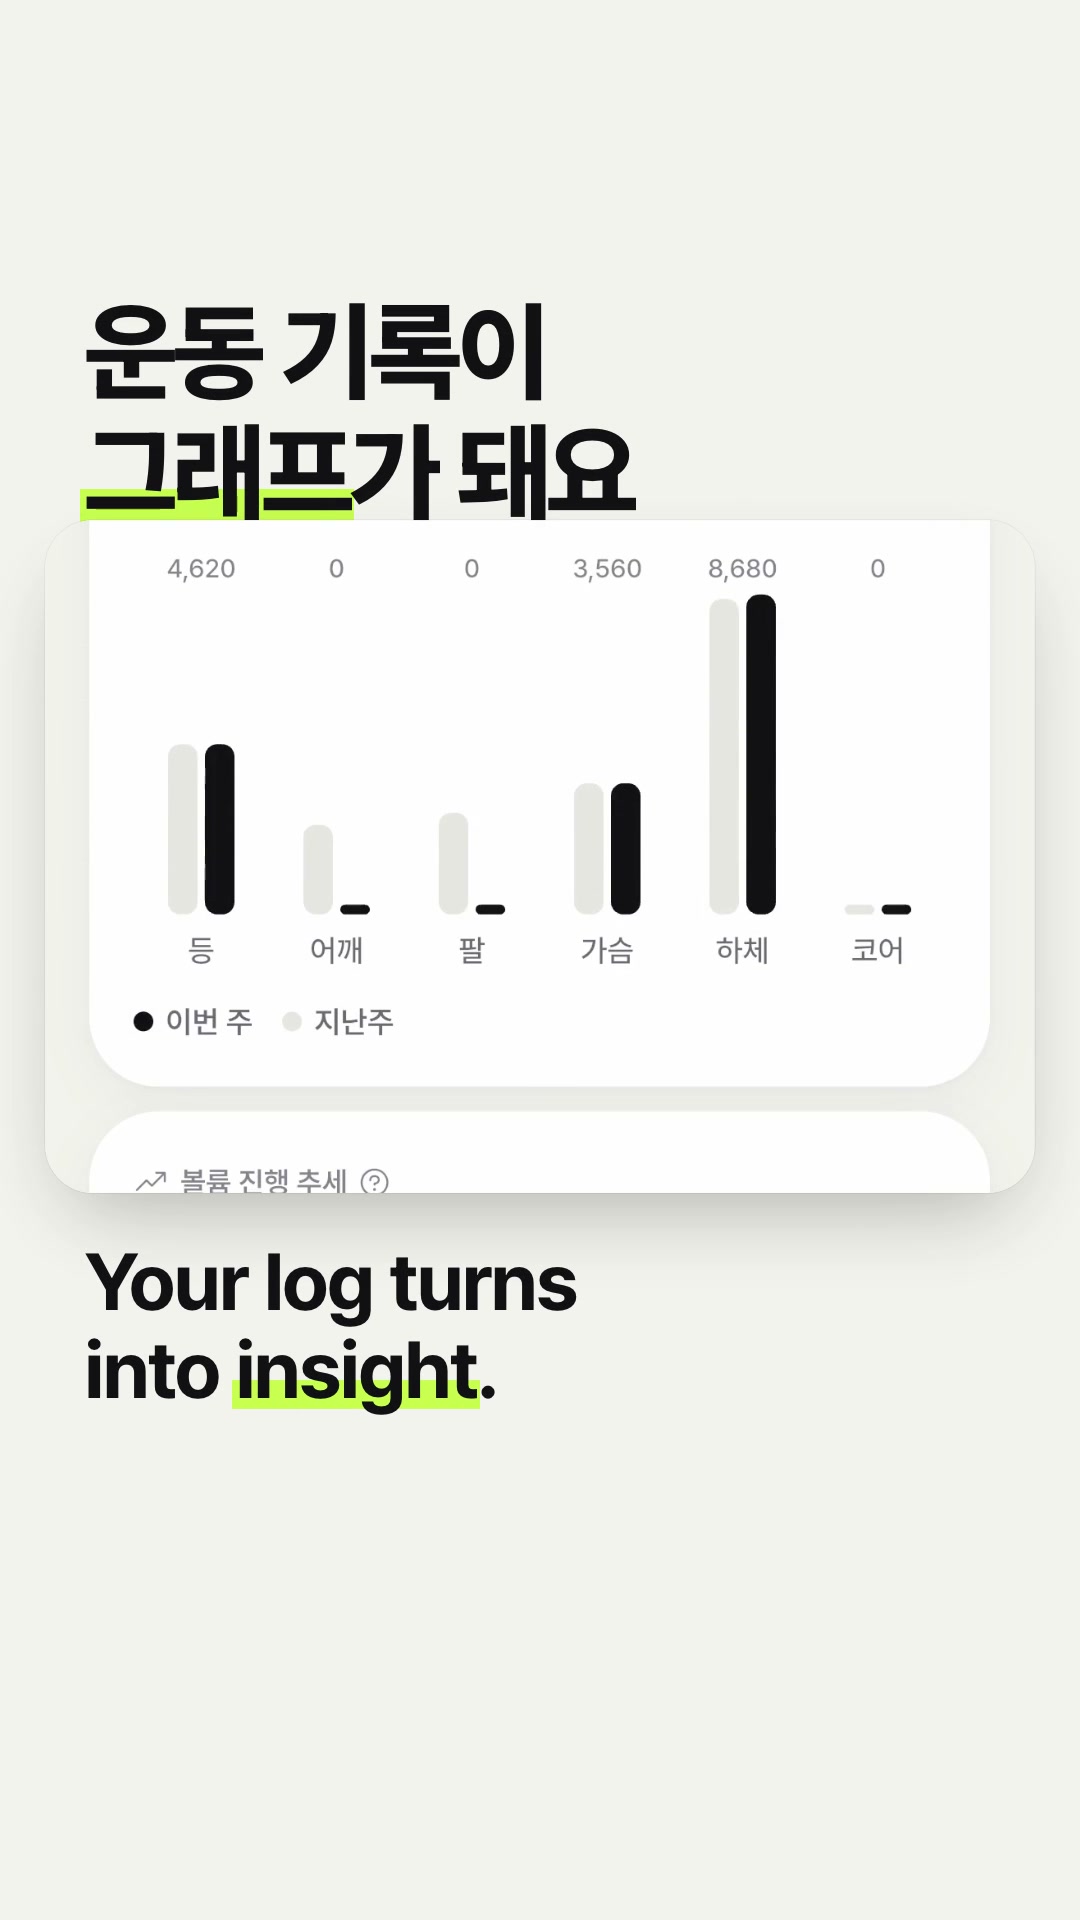 운동 기록이
그래프가 돼요
4,620 0 0 3,560 8,680 0
등 어깨 팔 가슴 하체 코어
이번 주 지난주
볼륨 진행 추세 ?
Your log turns
into insight.